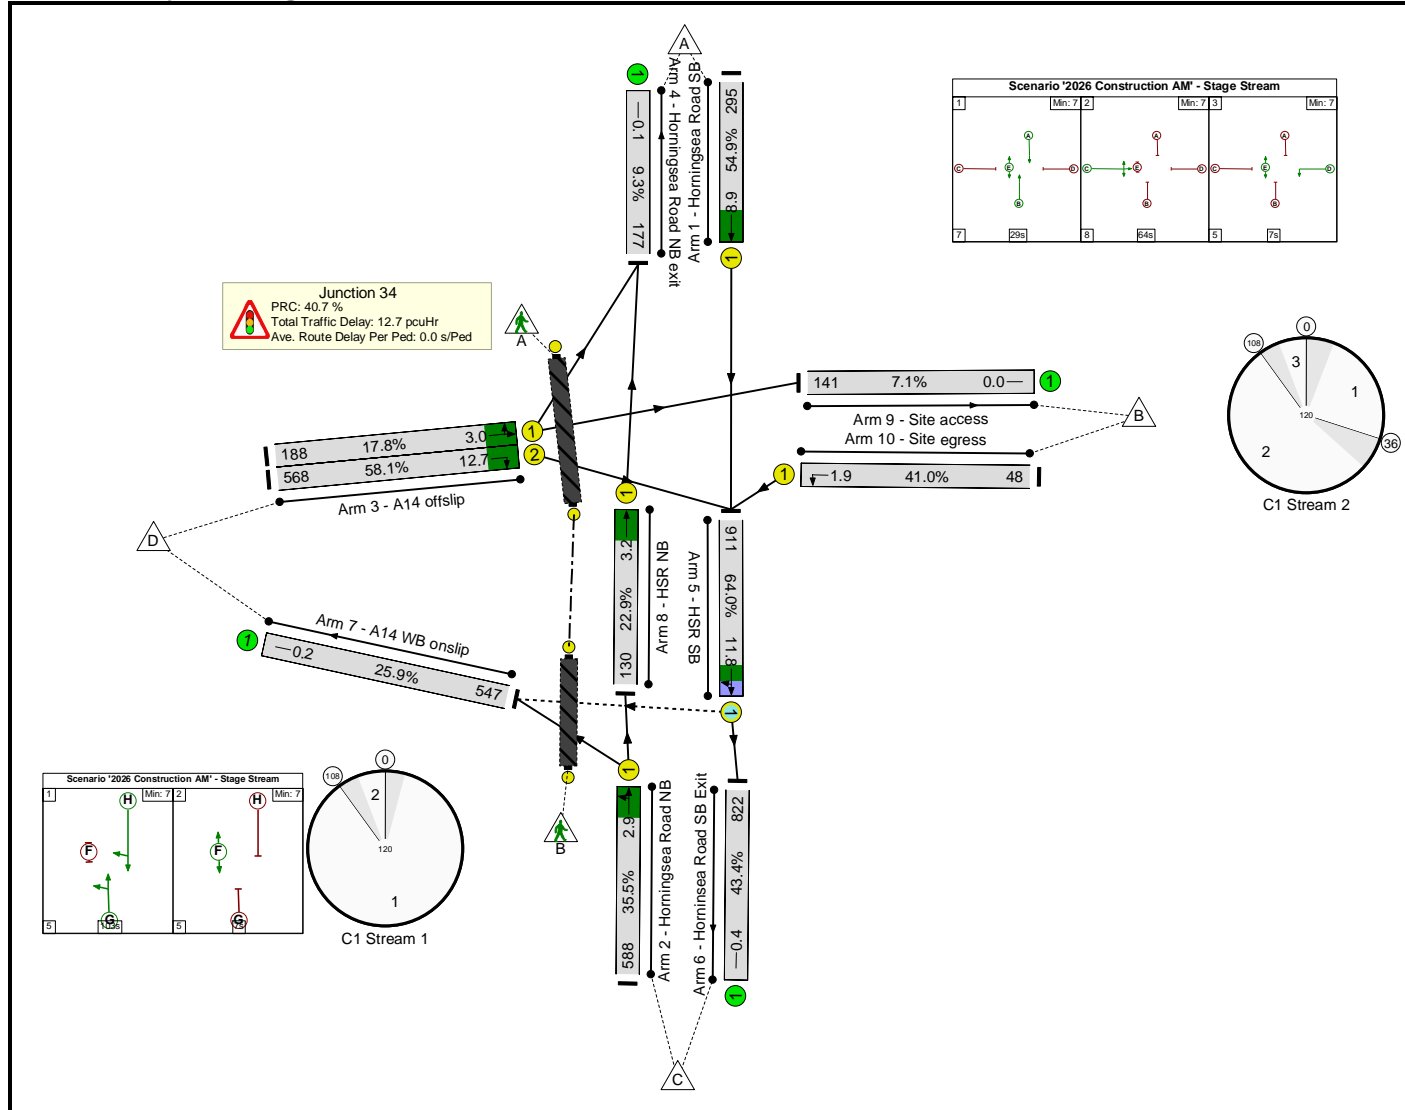 A
1
Arm 4 - Horningsea Road NB exit
Arm 1 - Horningsea Road SB
0.1 9.3% 177
8.9 54.9% 295
1
Scenario '2026 Construction AM' - Stage Stream
1 Min: 7 2 Min: 7 3 Min: 7
A A A
C E D C E D C E D
B B B
7 29s 8 64s 5 7s
Junction 34
PRC: 40.7 %
Total Traffic Delay: 12.7 pcuHr
Ave. Route Delay Per Ped: 0.0 s/Ped
A
0
108
3
1
120
36
2
C1 Stream 2
141 7.1% 0.0 1
Arm 9 - Site access
Arm 10 - Site egress
B
1 1.9 41.0% 48
188 17.8% 3.0 1
568 58.1% 12.7 2
Arm 3 - A14 offslip
D
1
3.2 22.9% 130
Arm 8 - HSR NB
Arm 5 - HSR SB
911 64.0% 11.8
1
Arm 7 - A14 WB onslip
1 0.2 25.9% 547
1
2.9 35.5% 588
Arm 2 - Horningsea Road NB
Arm 6 - Horninsea Road SB Exit
822 43.4% 0.4
1
B
Scenario '2026 Construction AM' - Stage Stream
1 Min: 7 2 Min: 7
H H
F F
G G
5 103s 5 7s
0
108
2
120
1
C1 Stream 1
C